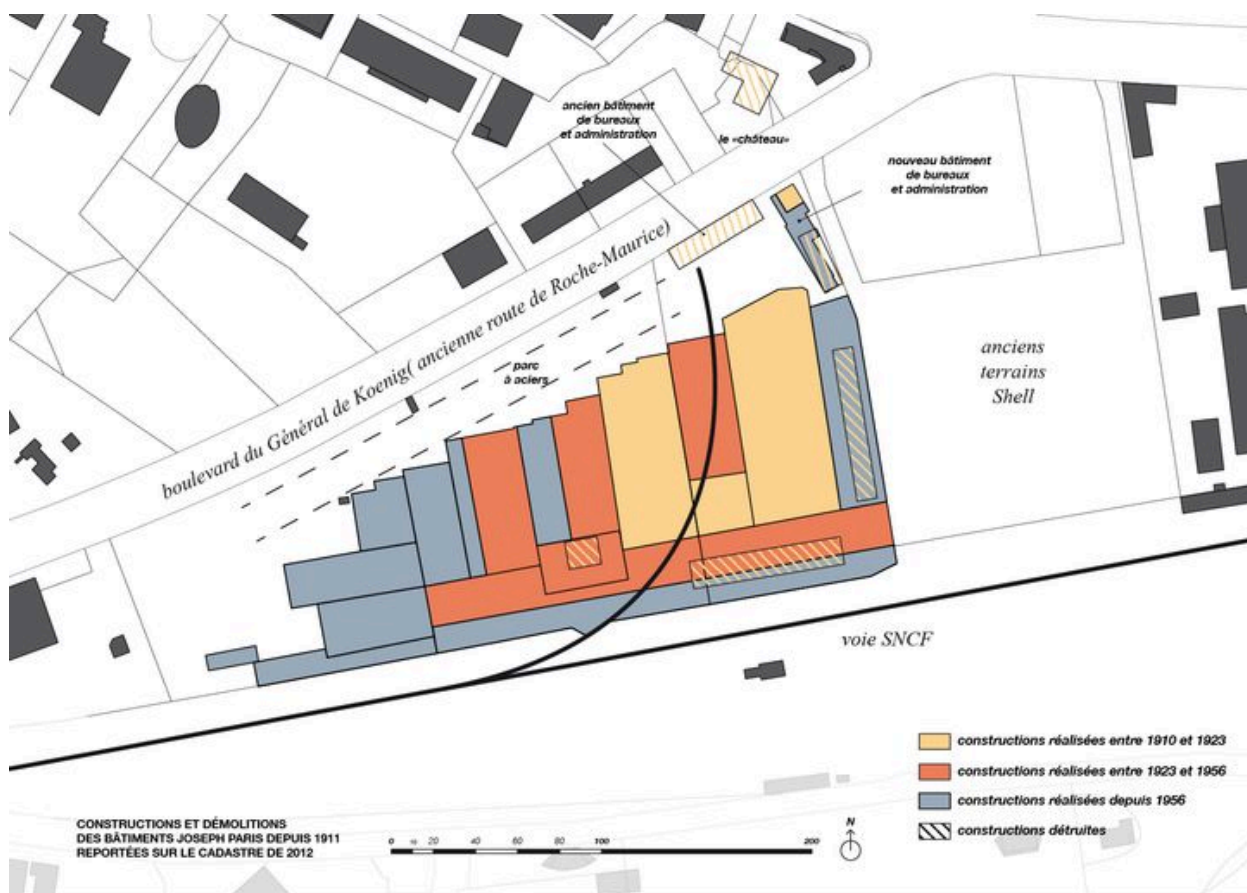 ancien bâtiment
de bureaux
et administration
le «château»
nouveau bâtiment
de bureaux
et administration
boulevard du Général de Koenig( ancienne route de Roche-Maurice)
parc
à aciers
anciens
terrains
Shell
voie SNCF
constructions réalisées entre 1910 et 1923
constructions réalisées entre 1923 et 1956
constructions réalisées depuis 1956
constructions détruites
CONSTRUCTIONS ET DÉMOLITIONS
DES BÂTIMENTS JOSEPH PARIS DEPUIS 1911
REPORTÉES SUR LE CADASTRE DE 2012
0 20 40 60 100 200
N